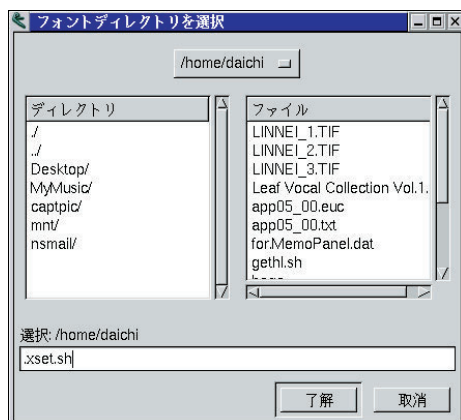 フォントディレクトリを選択
/home/daichi
ディレクトリ
./
../
Desktop/
MyMusic/
captpic/
mnt/
nsmail/
ファイル
LINNEI_1.TIF
LINNEI_2.TIF
LINNEI_3.TIF
Leaf Vocal Collection Vol.1.
app05_00.euc
app05_00.txt
for.MemoPanel.dat
gethl.sh
選択: /home/daichi
.xset.sh
了解
取消